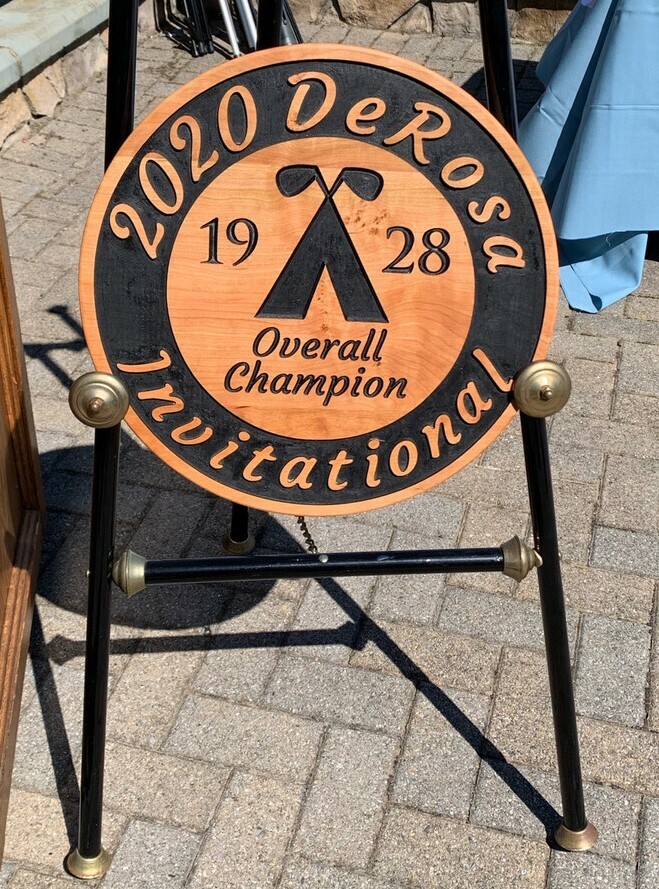 2020 DeRosa
19 28
Overall
Champion
Invitational